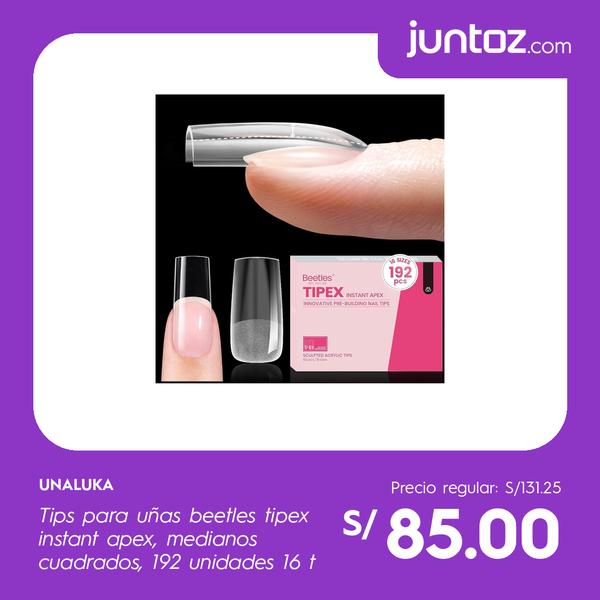 juntoz.com
16 SIZES
192
pcs
Beetles
TIPEX INSTANT APEX
INNOVATIVE PRE-BUILDING NAIL TIPS
SCULPTED ACRYLIC TIPS
UNALUKA
Tips para uñas beetles tipex
instant apex, medianos
cuadrados, 192 unidades 16 t
Precio regular: S/131.25
S/ 85.00